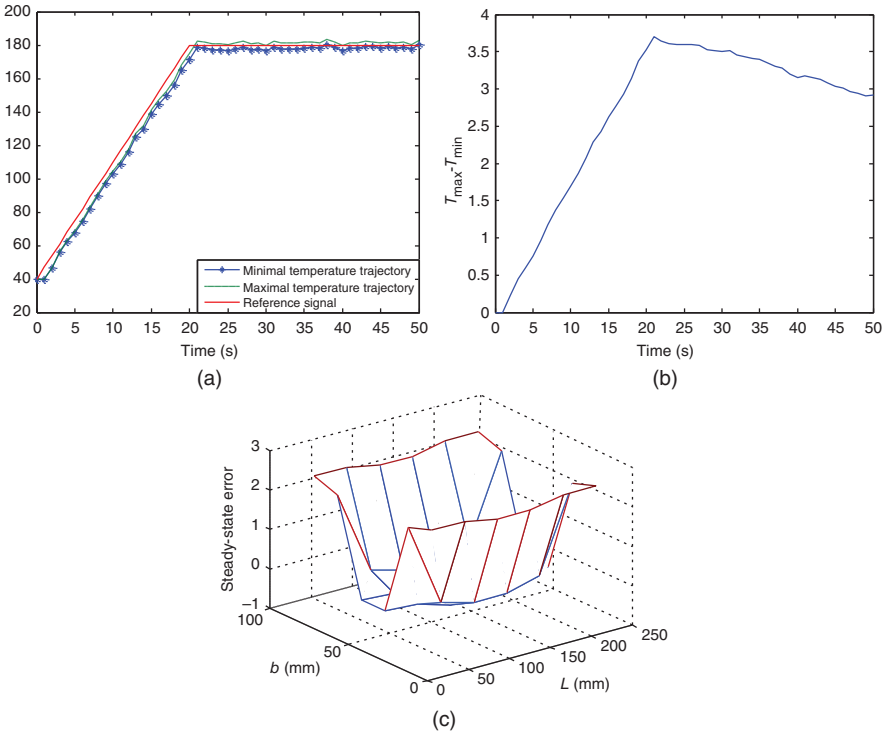 200
180
160
140
120
100
80
60
40
20
0 5 10 15 20 25 30 35 40 45 50
Time (s)
Minimal temperature trajectory
Maximal temperature trajectory
Reference signal
(a)
4
3.5
3
2.5
2
1.5
1
0.5
0
0 5 10 15 20 25 30 35 40 45 50
Tmax-Tmin
Time (s)
(b)
3
2
1
0
–1
Steady-state error
100
50
0
b (mm)
0
50
100
150
200
250
L (mm)
(c)